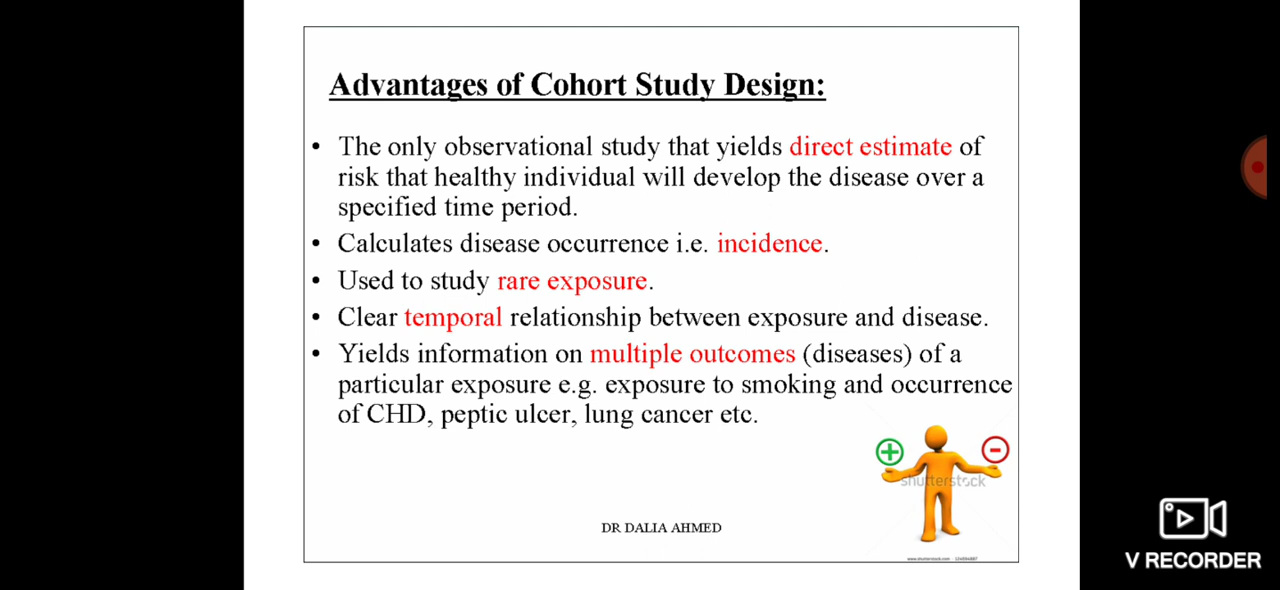 Advantages of Cohort Study Design:
• The only observational study that yields direct estimate of
risk that healthy individual will develop the disease over a
specified time period.
• Calculates disease occurrence i.e. incidence.
• Used to study rare exposure.
• Clear temporal relationship between exposure and disease.
• Yields information on multiple outcomes (diseases) of a
particular exposure e.g. exposure to smoking and occurrence
of CHD, peptic ulcer, lung cancer etc.
shutterstock
DR DALIA AHMED
V RECORDER